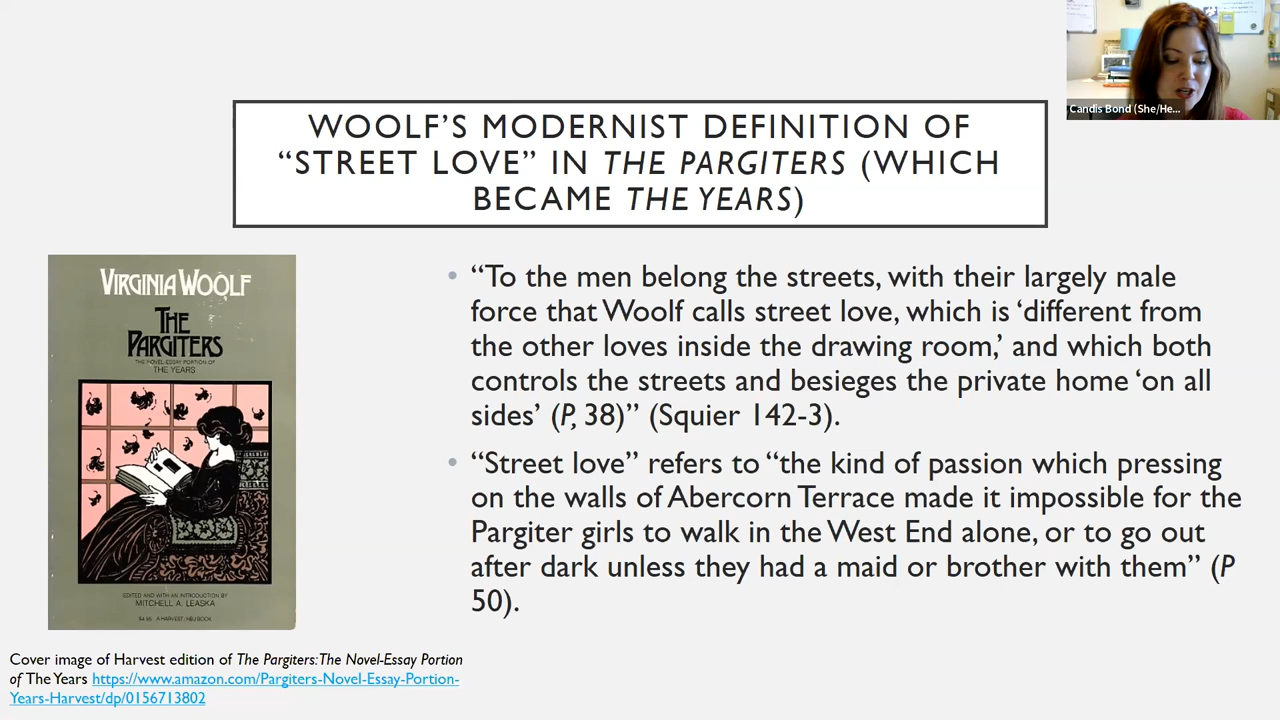 Candis Bond (She/He...
WOOLF’S MODERNIST DEFINITION OF
“STREET LOVE” IN THE PARGITERS (WHICH
BECAME THE YEARS)
VIRGINIA WOOLF
THE
PARGITERS
THE NOVEL-ESSAY PORTION OF
THE YEARS
EDITED AND WITH AN INTRODUCTION BY
MITCHELL A. LEASKA
$4.95 A HARVEST/HBJ BOOK
Cover image of Harvest edition of The Pargiters: The Novel-Essay Portion
of The Years https://www.amazon.com/Pargiters-Novel-Essay-Portion-
Years-Harvest/dp/0156713802
• “To the men belong the streets, with their largely male
force that Woolf calls street love, which is ‘different from
the other loves inside the drawing room,’ and which both
controls the streets and besieges the private home ‘on all
sides’ (P, 38)” (Squier 142-3).
• “Street love” refers to “the kind of passion which pressing
on the walls of Abercorn Terrace made it impossible for the
Pargiter girls to walk in the West End alone, or to go out
after dark unless they had a maid or brother with them” (P
50).